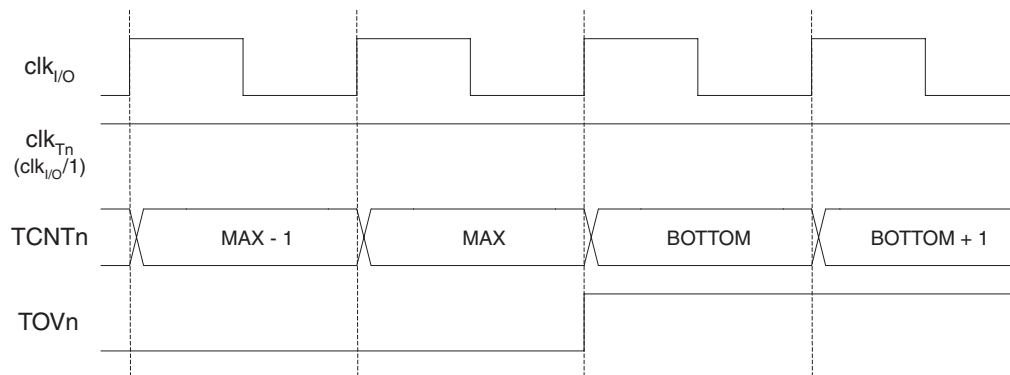 clkI/O
clkTn
(clkI/O/1)
TCNTn MAX - 1 MAX BOTTOM BOTTOM + 1
TOVn